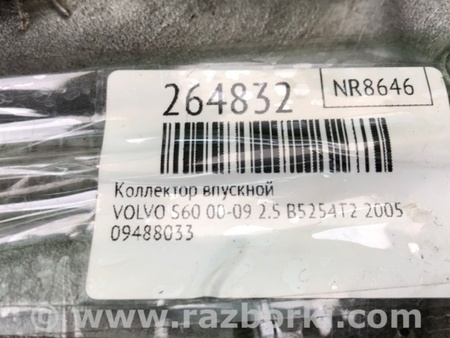 264832
NR8646
Коллектор впускной
VOLVO S60 00-09 2.5 B5254T2 2005
09488033
© www.razborki.com